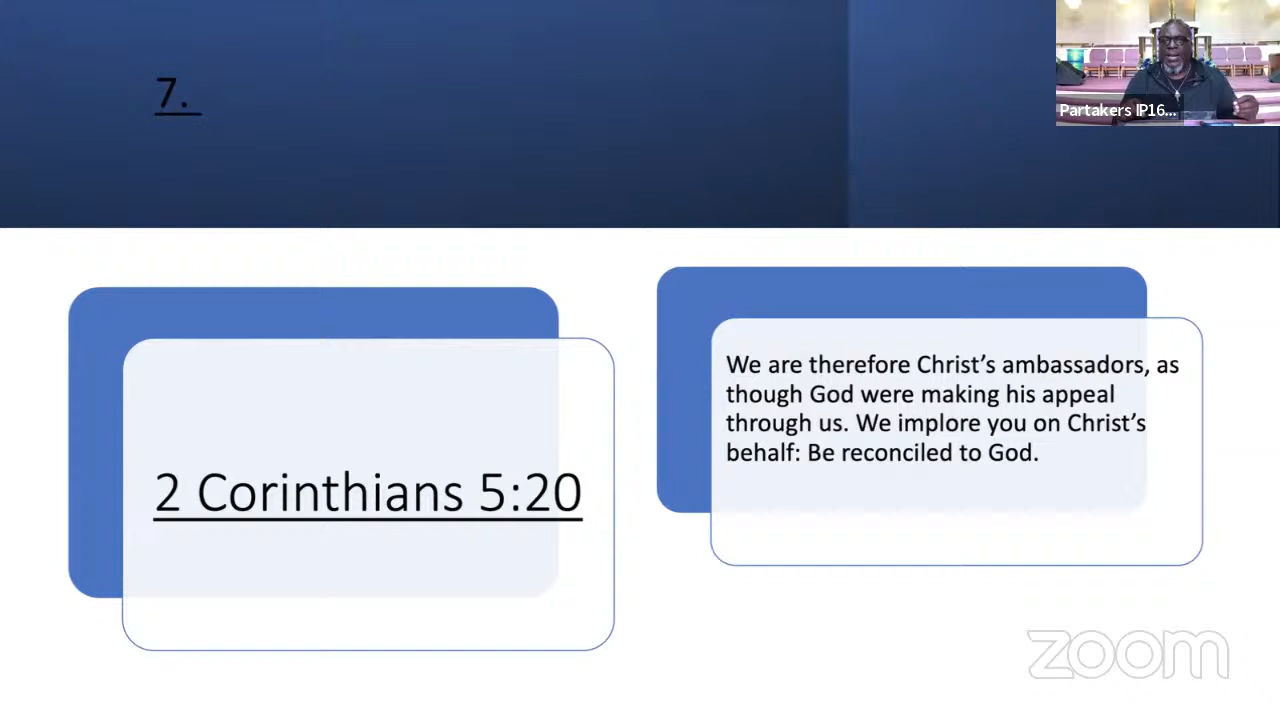 7.
Partakers IP16...
2 Corinthians 5:20
We are therefore Christ’s ambassadors, as
though God were making his appeal
through us. We implore you on Christ’s
behalf: Be reconciled to God.
zoom